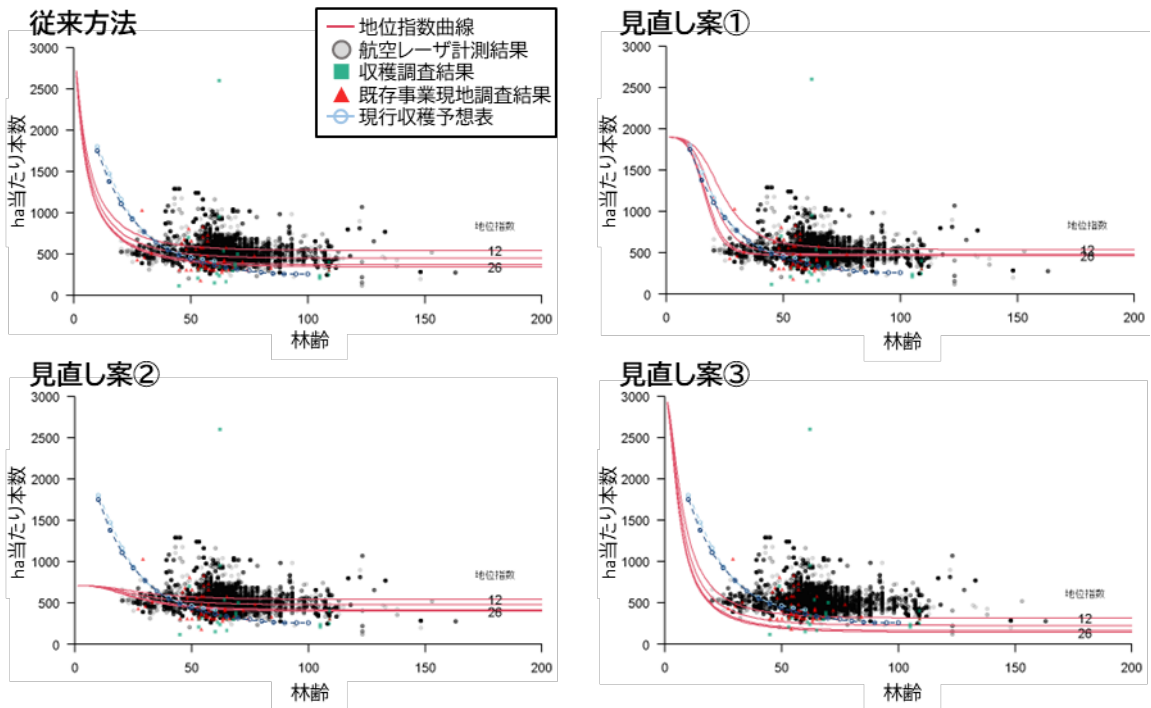 従来方法
地位指数曲線
航空レーザ計測結果
収穫調査結果
既存事業現地調査結果
現行収穫予想表
ha当たり本数
3000
2500
2000
1500
1000
500
0
地位指数
12
26
0 50 100 150 200
林齢
見直し案①
ha当たり本数
3000
2500
2000
1500
1000
500
0
地位指数
12
26
0 50 100 150 200
林齢
見直し案②
ha当たり本数
3000
2500
2000
1500
1000
500
0
地位指数
12
26
0 50 100 150 200
林齢
見直し案③
ha当たり本数
3000
2500
2000
1500
1000
500
0
地位指数
12
26
0 50 100 150 200
林齢